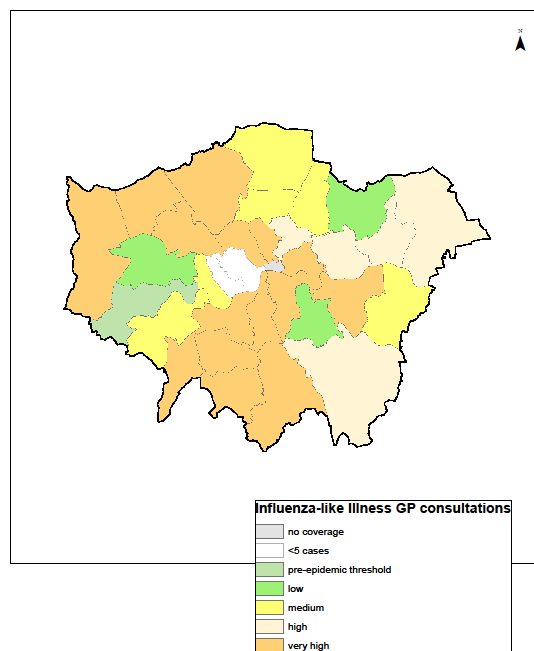 N
Influenza-like Illness GP consultations
no coverage
<5 cases
pre-epidemic threshold
low
medium
high
very high